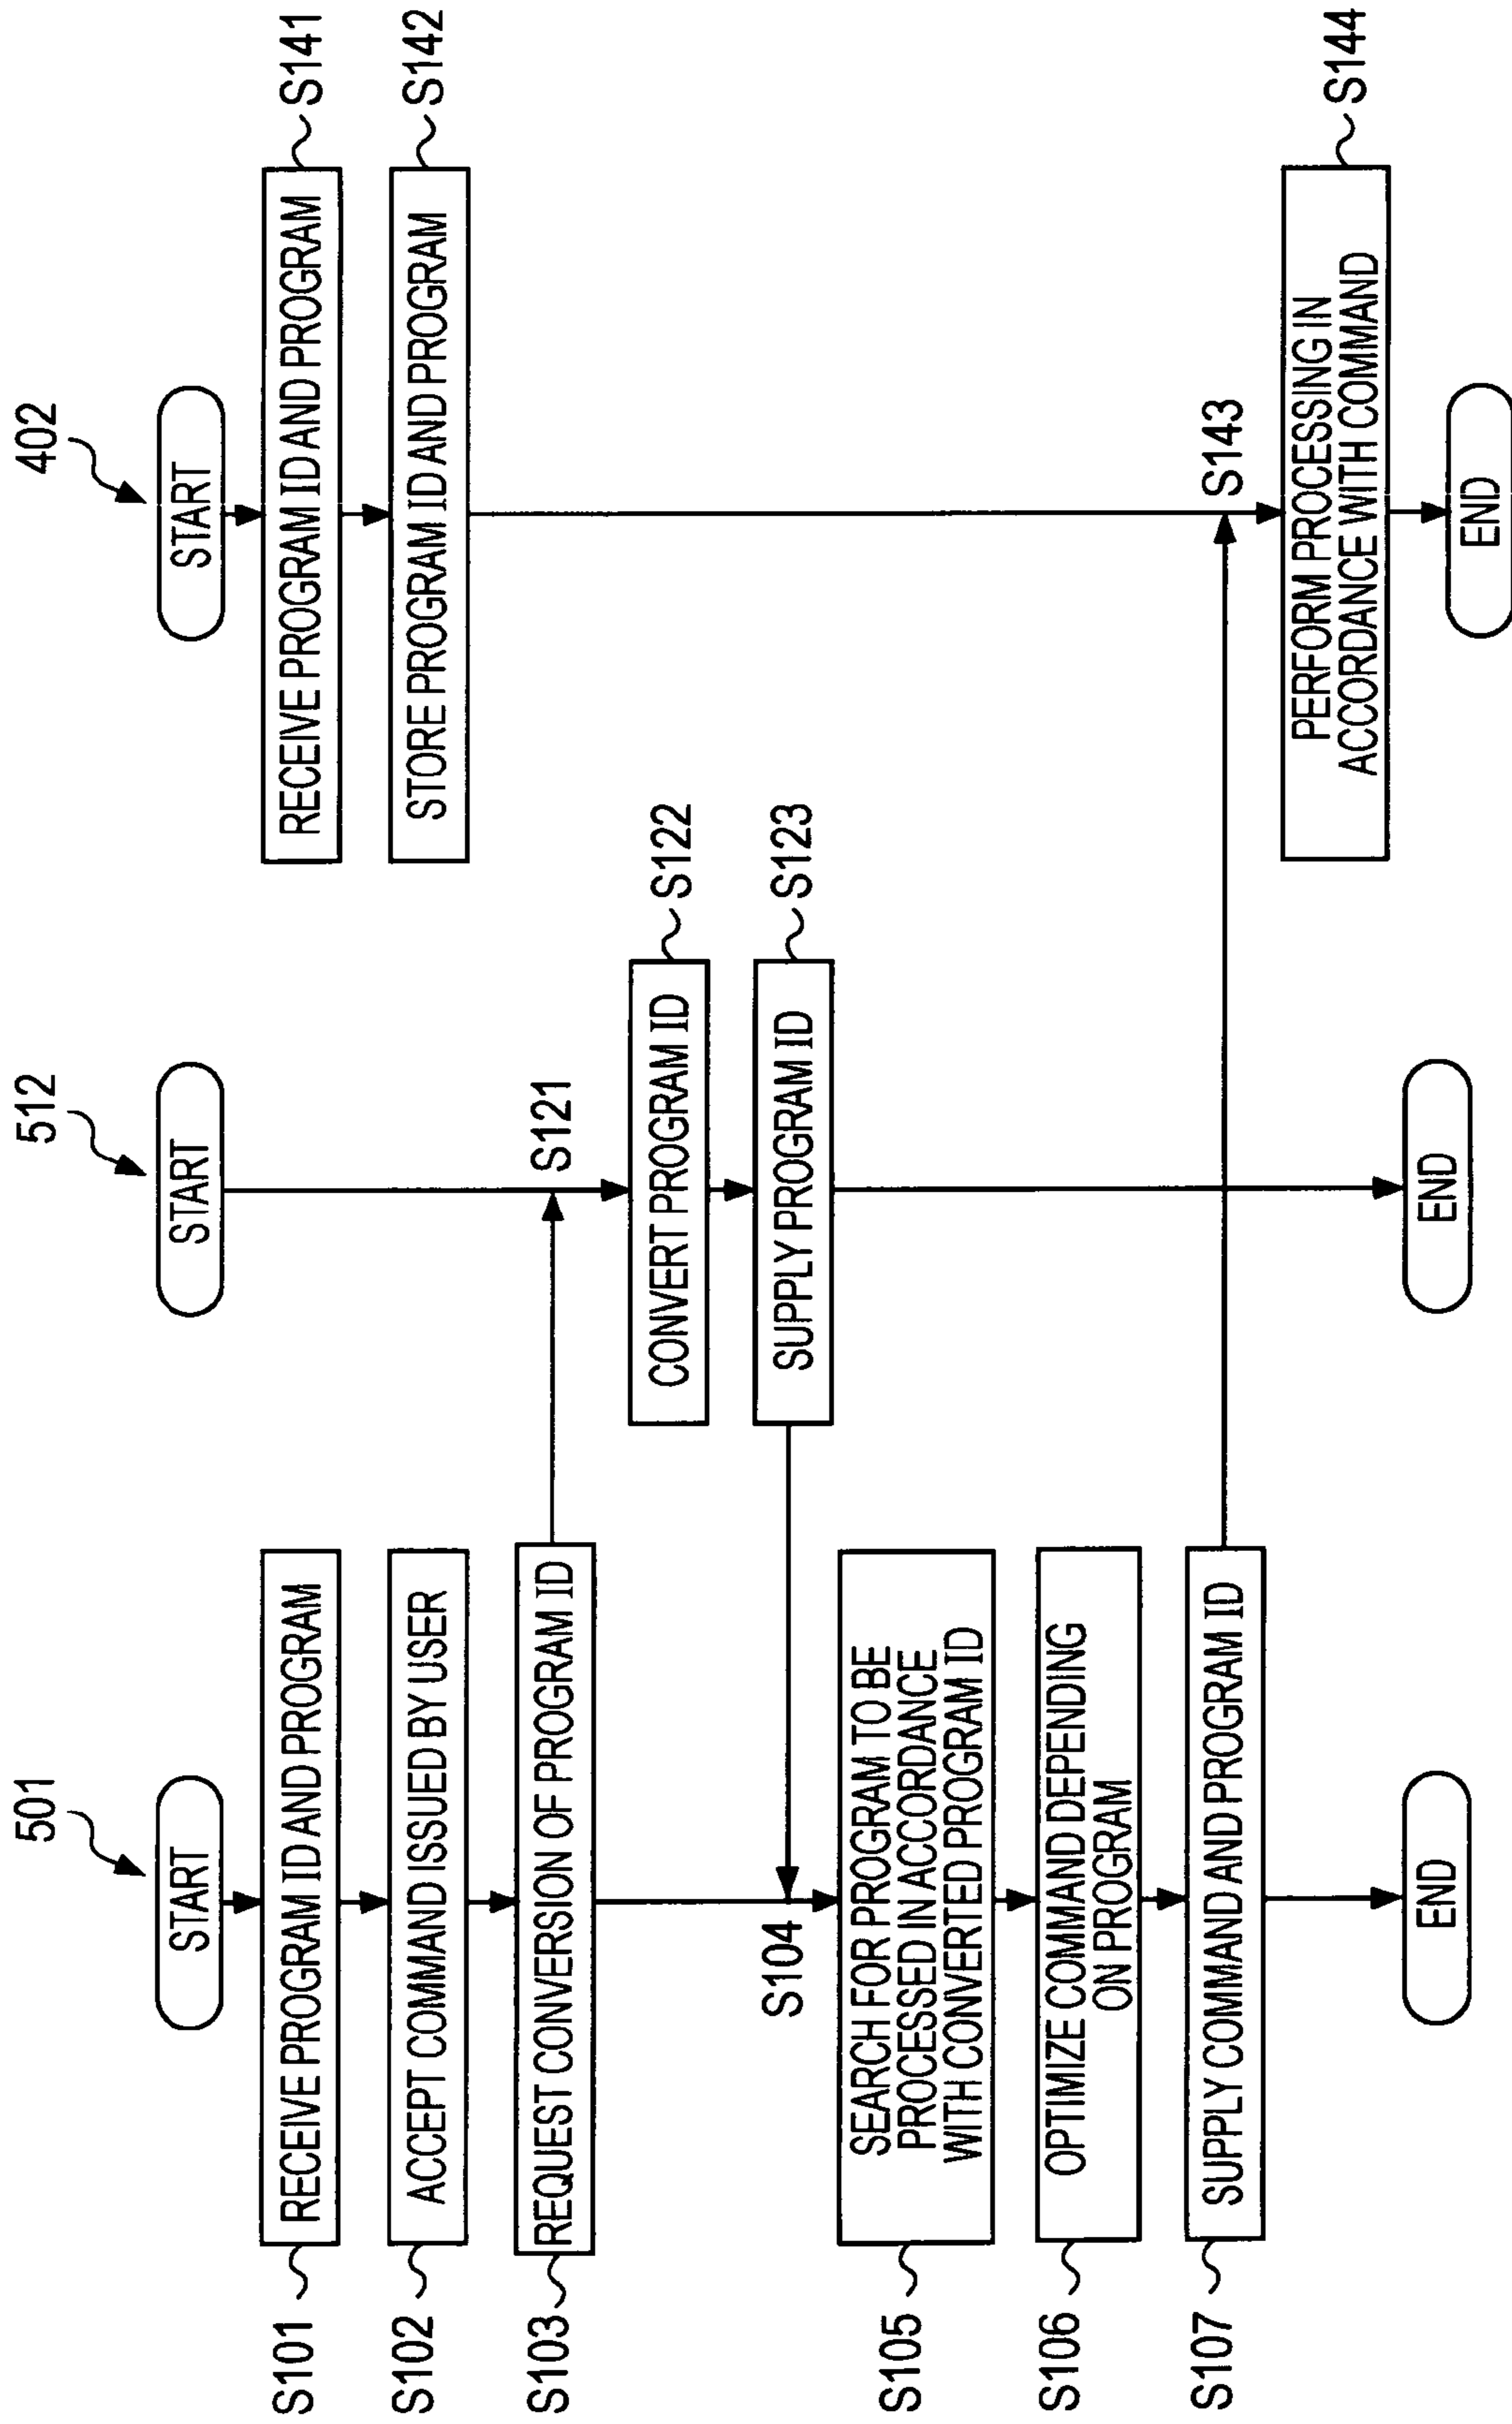 501
START
S101
RECEIVE PROGRAM ID AND PROGRAM
S102
ACCEPT COMMAND ISSUED BY USER
S103
REQUEST CONVERSION OF PROGRAM ID
S104
S105
SEARCH FOR PROGRAM TO BE
PROCESSED IN ACCORDANCE
WITH CONVERTED PROGRAM ID
S106
OPTIMIZE COMMAND DEPENDING
ON PROGRAM
S107
SUPPLY COMMAND AND PROGRAM ID
END
512
START
S121
CONVERT PROGRAM ID
S122
SUPPLY PROGRAM ID
S123
END
402
START
RECEIVE PROGRAM ID AND PROGRAM
S141
STORE PROGRAM ID AND PROGRAM
S142
S143
PERFORM PROCESSING IN
ACCORDANCE WITH COMMAND
S144
END